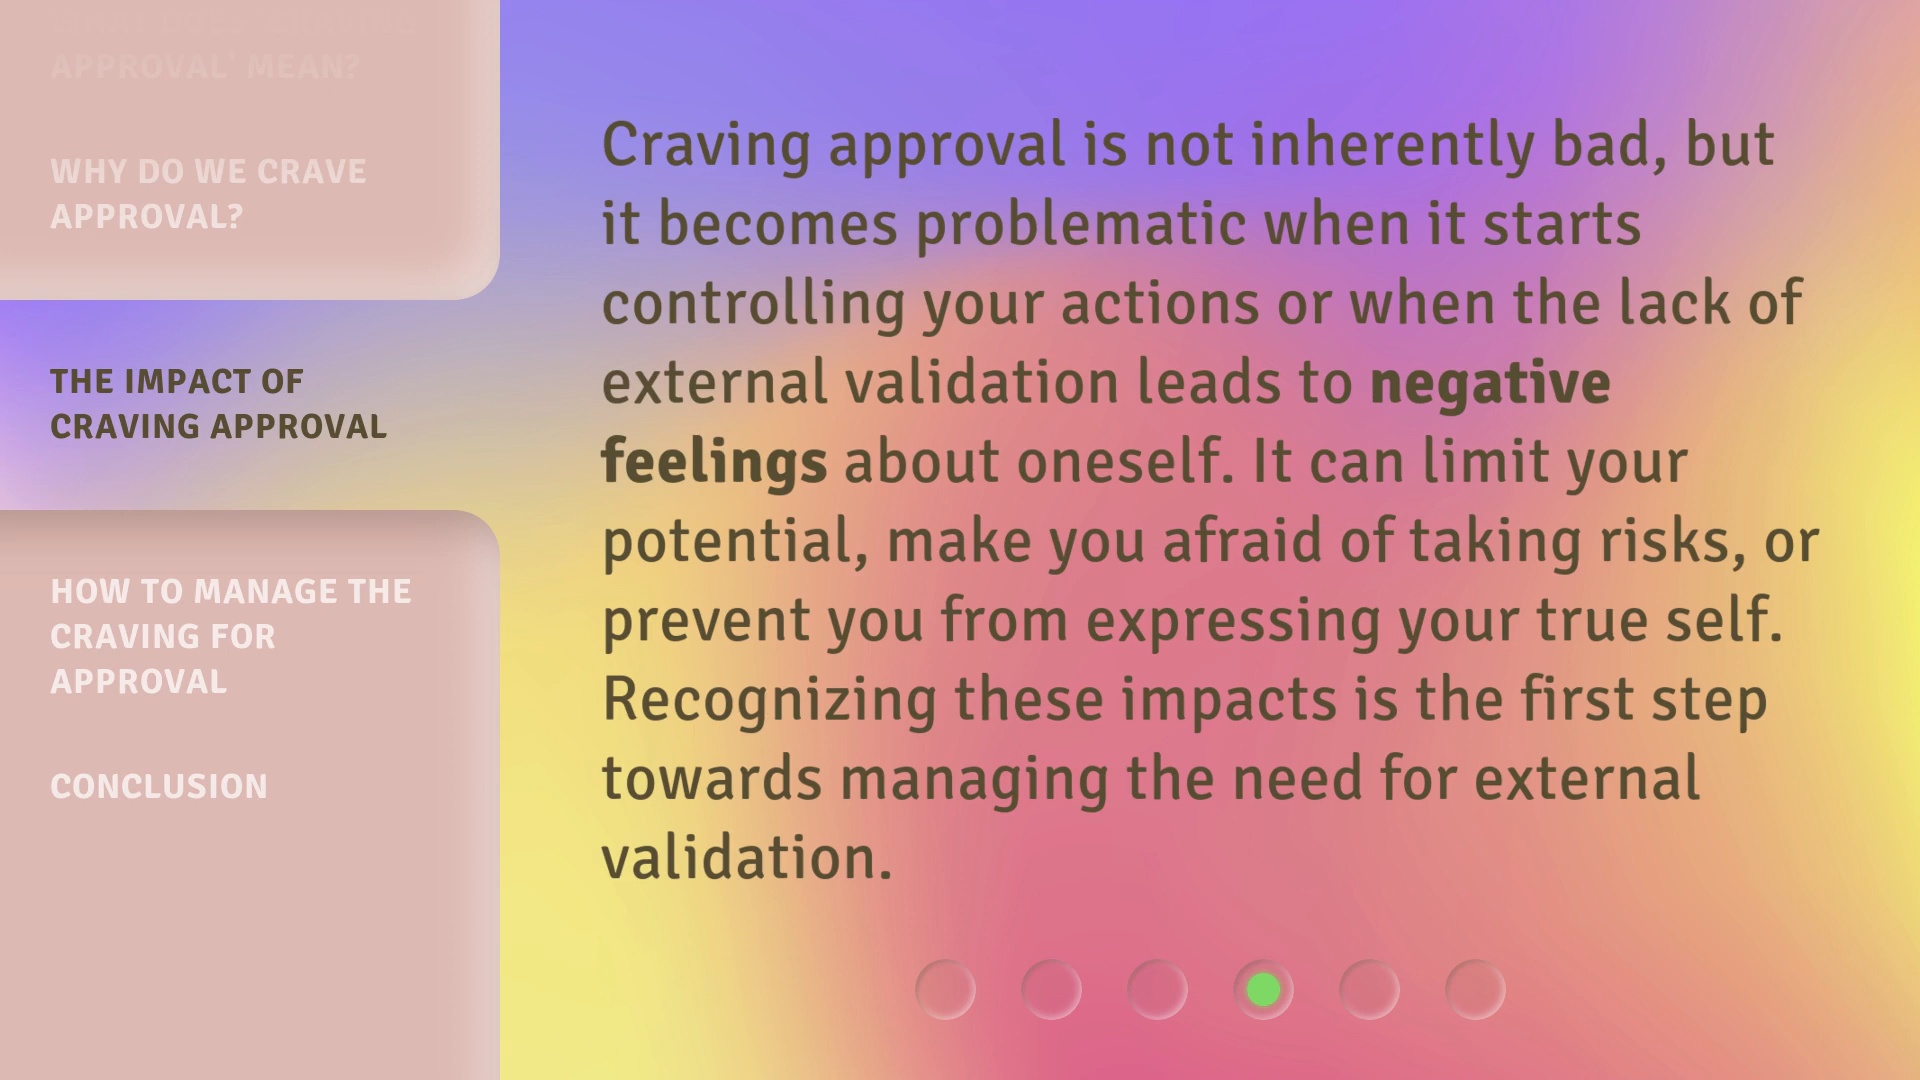 WHAT DOES 'CRAVING
APPROVAL' MEAN?
WHY DO WE CRAVE
APPROVAL?
THE IMPACT OF
CRAVING APPROVAL
HOW TO MANAGE THE
CRAVING FOR
APPROVAL
CONCLUSION
Craving approval is not inherently bad, but
it becomes problematic when it starts
controlling your actions or when the lack of
external validation leads to negative
feelings about oneself. It can limit your
potential, make you afraid of taking risks, or
prevent you from expressing your true self.
Recognizing these impacts is the first step
towards managing the need for external
validation.